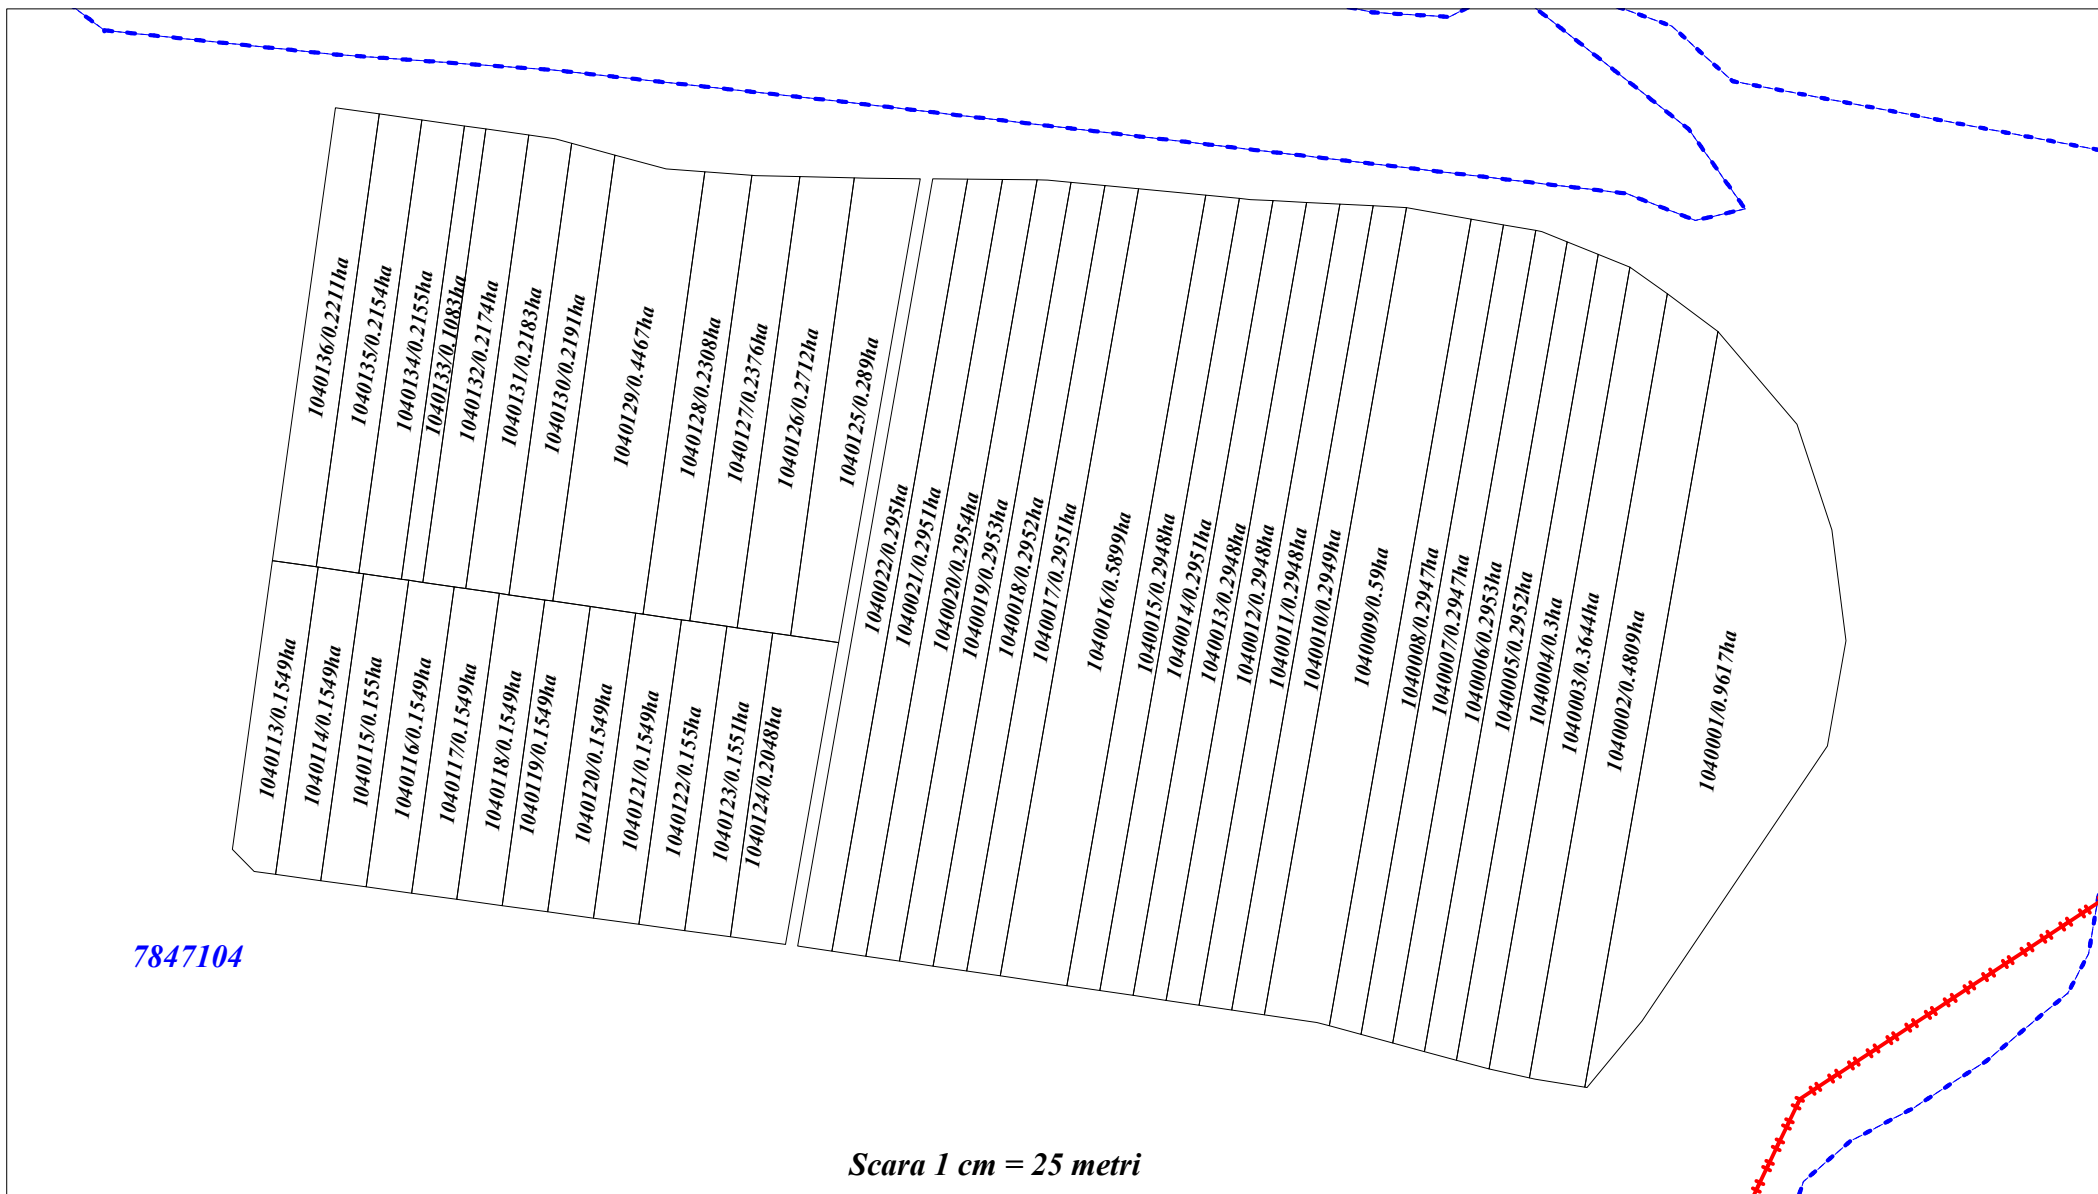 1040136/0.2211ha
1040135/0.2154ha
1040134/0.2155ha
1040133/0.1083ha
1040132/0.2174ha
1040131/0.2183ha
1040130/0.2191ha
1040129/0.4467ha
1040128/0.2308ha
1040127/0.2376ha
1040126/0.2712ha
1040125/0.289ha
1040022/0.295ha
1040021/0.2951ha
1040020/0.2954ha
1040019/0.2953ha
1040018/0.2952ha
1040017/0.2951ha
1040016/0.5899ha
1040015/0.2948ha
1040014/0.2951ha
1040013/0.2948ha
1040012/0.2948ha
1040011/0.2948ha
1040010/0.2949ha
1040009/0.59ha
1040008/0.2947ha
1040007/0.2947ha
1040006/0.2953ha
1040005/0.2952ha
1040004/0.3ha
1040003/0.3644ha
1040002/0.4809ha
1040001/0.9617ha
1040113/0.1549ha
1040114/0.1549ha
1040115/0.155ha
1040116/0.1549ha
1040117/0.1549ha
1040118/0.1549ha
1040119/0.1549ha
1040120/0.1549ha
1040121/0.1549ha
1040122/0.155ha
1040123/0.1551ha
1040124/0.2048ha
7847104
Scara 1 cm = 25 metri